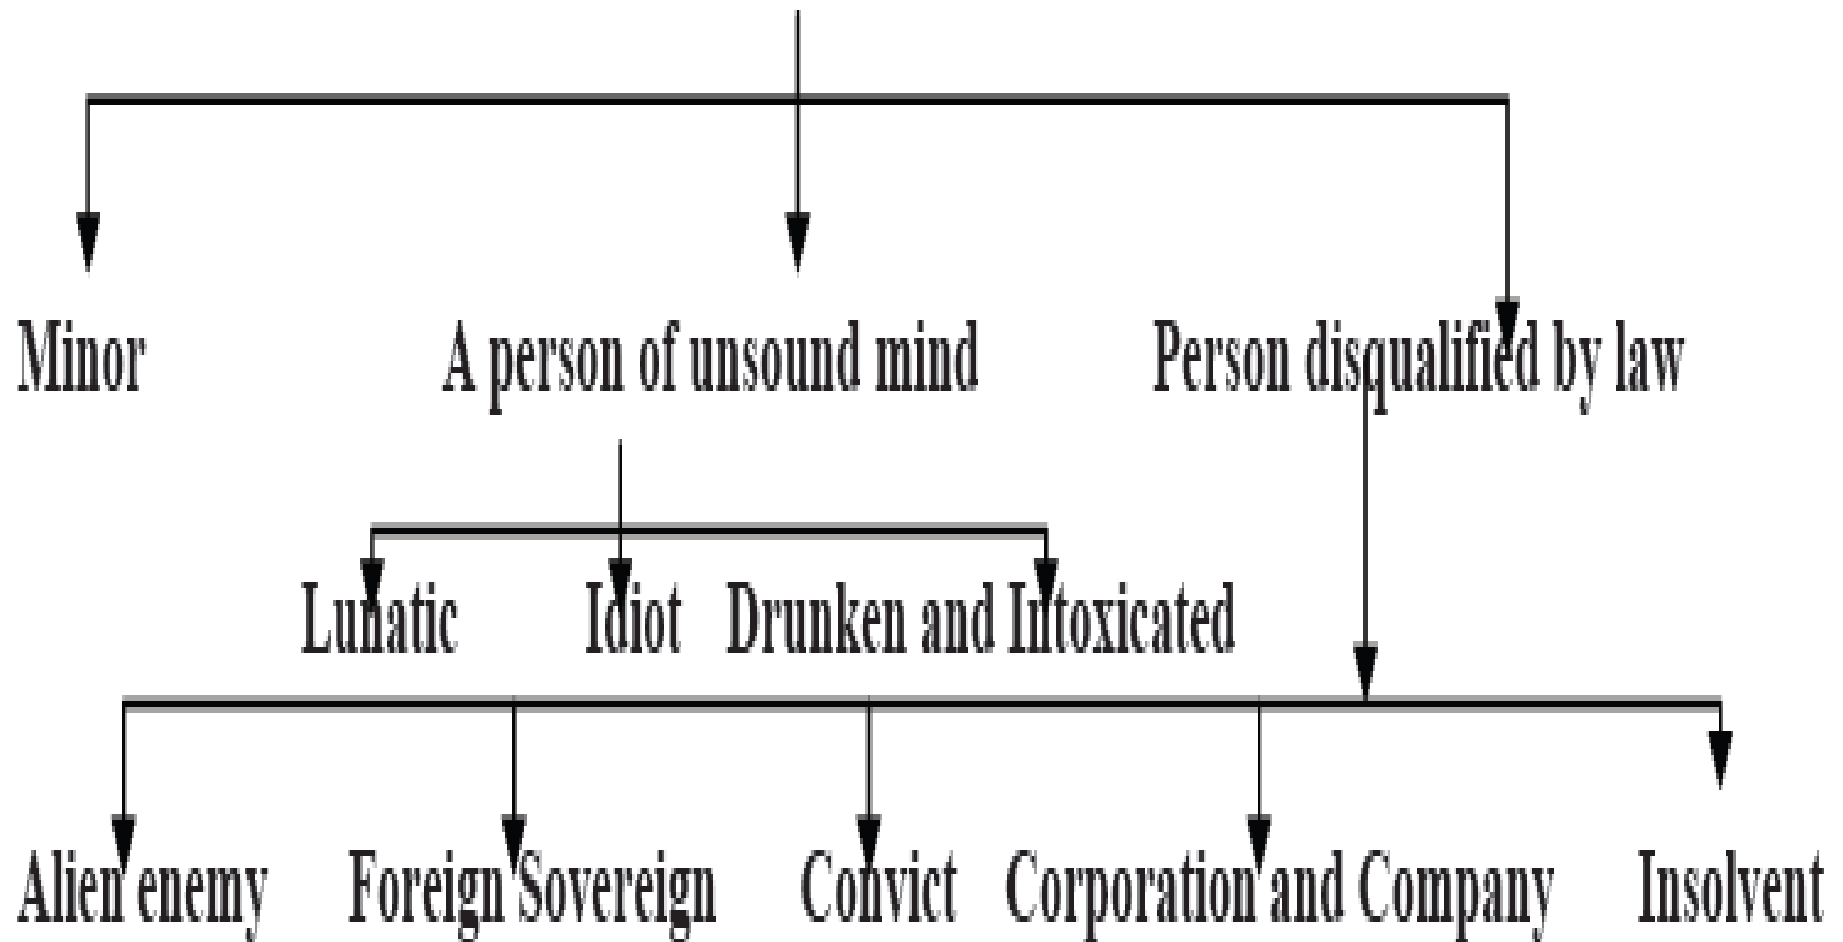 Minor A person of unsound mind Person disqualified by law
Lunatic Idiot Drunken and Intoxicated
Alien enemy Foreign Sovereign Convict Corporation and Company Insolvent